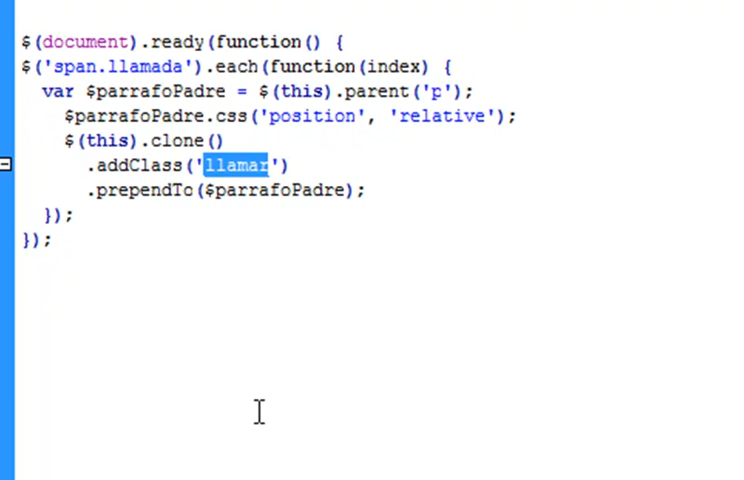 $(document).ready(function() {
$('span.llamada').each(function(index) {
var $parrafoPadre = $(this).parent('p');
$parrafoPadre.css('position', 'relative');
$(this).clone()
.addClass('llamar')
.prependTo($parrafoPadre);
});
});